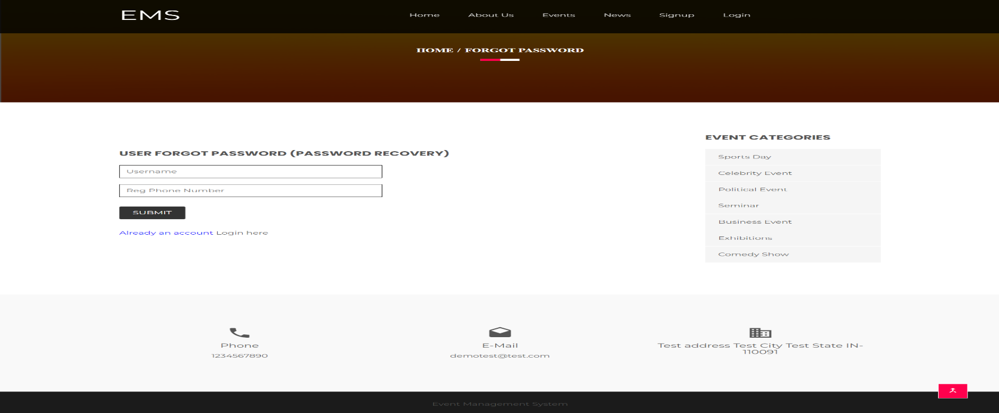 EMS
Home About Us Events News Signup Login
HOME / FORGOT PASSWORD
USER FORGOT PASSWORD (PASSWORD RECOVERY)
Username
Reg Phone Number
SUBMIT
Already an account Login here
EVENT CATEGORIES
Sports Day
Celebrity Event
Political Event
Seminar
Business Event
Exhibitions
Comedy Show
Phone
1234567890
E-Mail
demotest@test.com
Test address Test City Test State IN-
110091
Event Management System